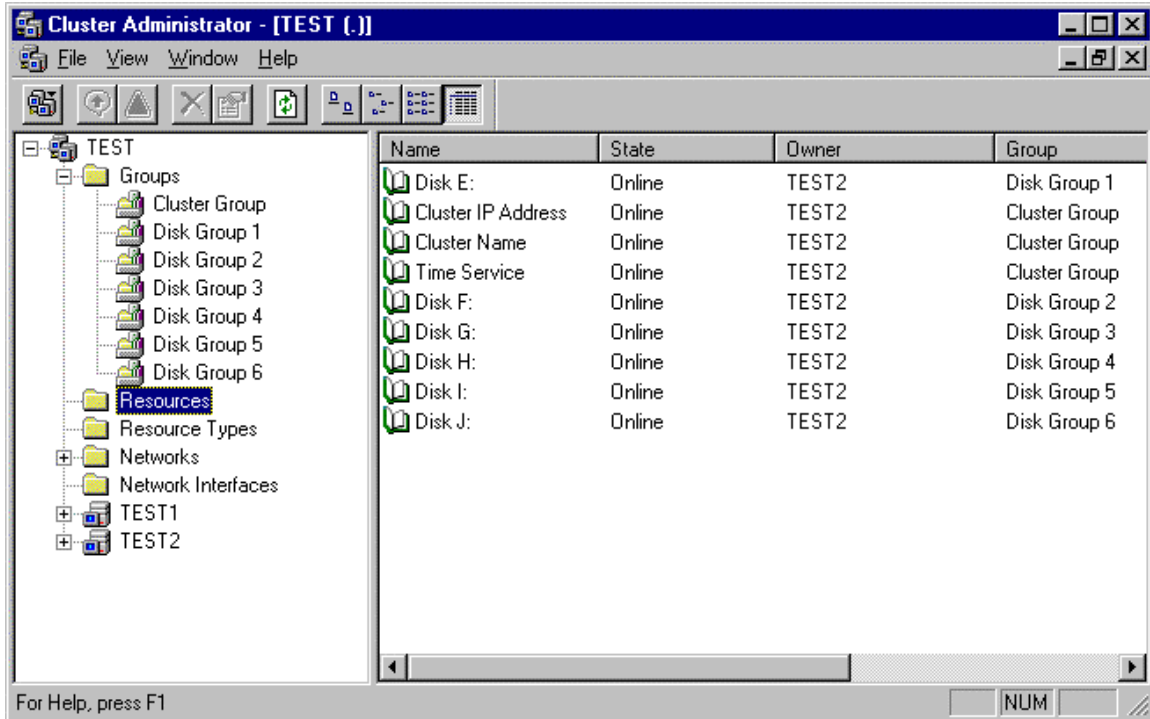 Cluster Administrator - [TEST (.)]
File View Window Help
TEST
Groups
Cluster Group
Disk Group 1
Disk Group 2
Disk Group 3
Disk Group 4
Disk Group 5
Disk Group 6
Resources
Resource Types
Networks
Network Interfaces
TEST1
TEST2
Name State Owner Group
Disk E: Online TEST2 Disk Group 1
Cluster IP Address Online TEST2 Cluster Group
Cluster Name Online TEST2 Cluster Group
Time Service Online TEST2 Cluster Group
Disk F: Online TEST2 Disk Group 2
Disk G: Online TEST2 Disk Group 3
Disk H: Online TEST2 Disk Group 4
Disk I: Online TEST2 Disk Group 5
Disk J: Online TEST2 Disk Group 6
For Help, press F1 NUM